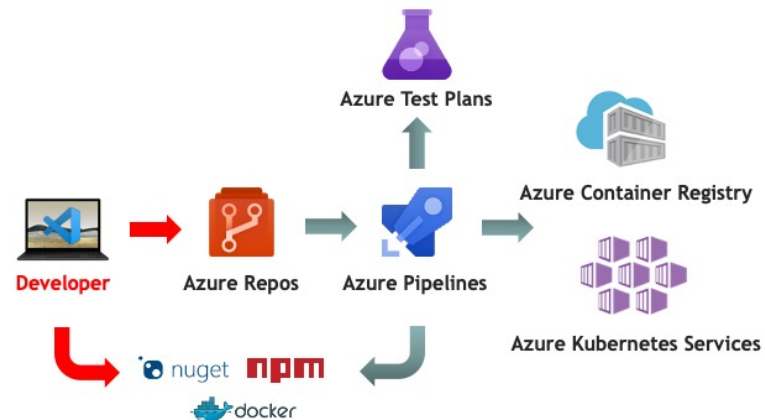 Azure Test Plans
Azure Container Registry
Developer
Azure Repos
Azure Pipelines
Azure Kubernetes Services
nuget
npm
docker